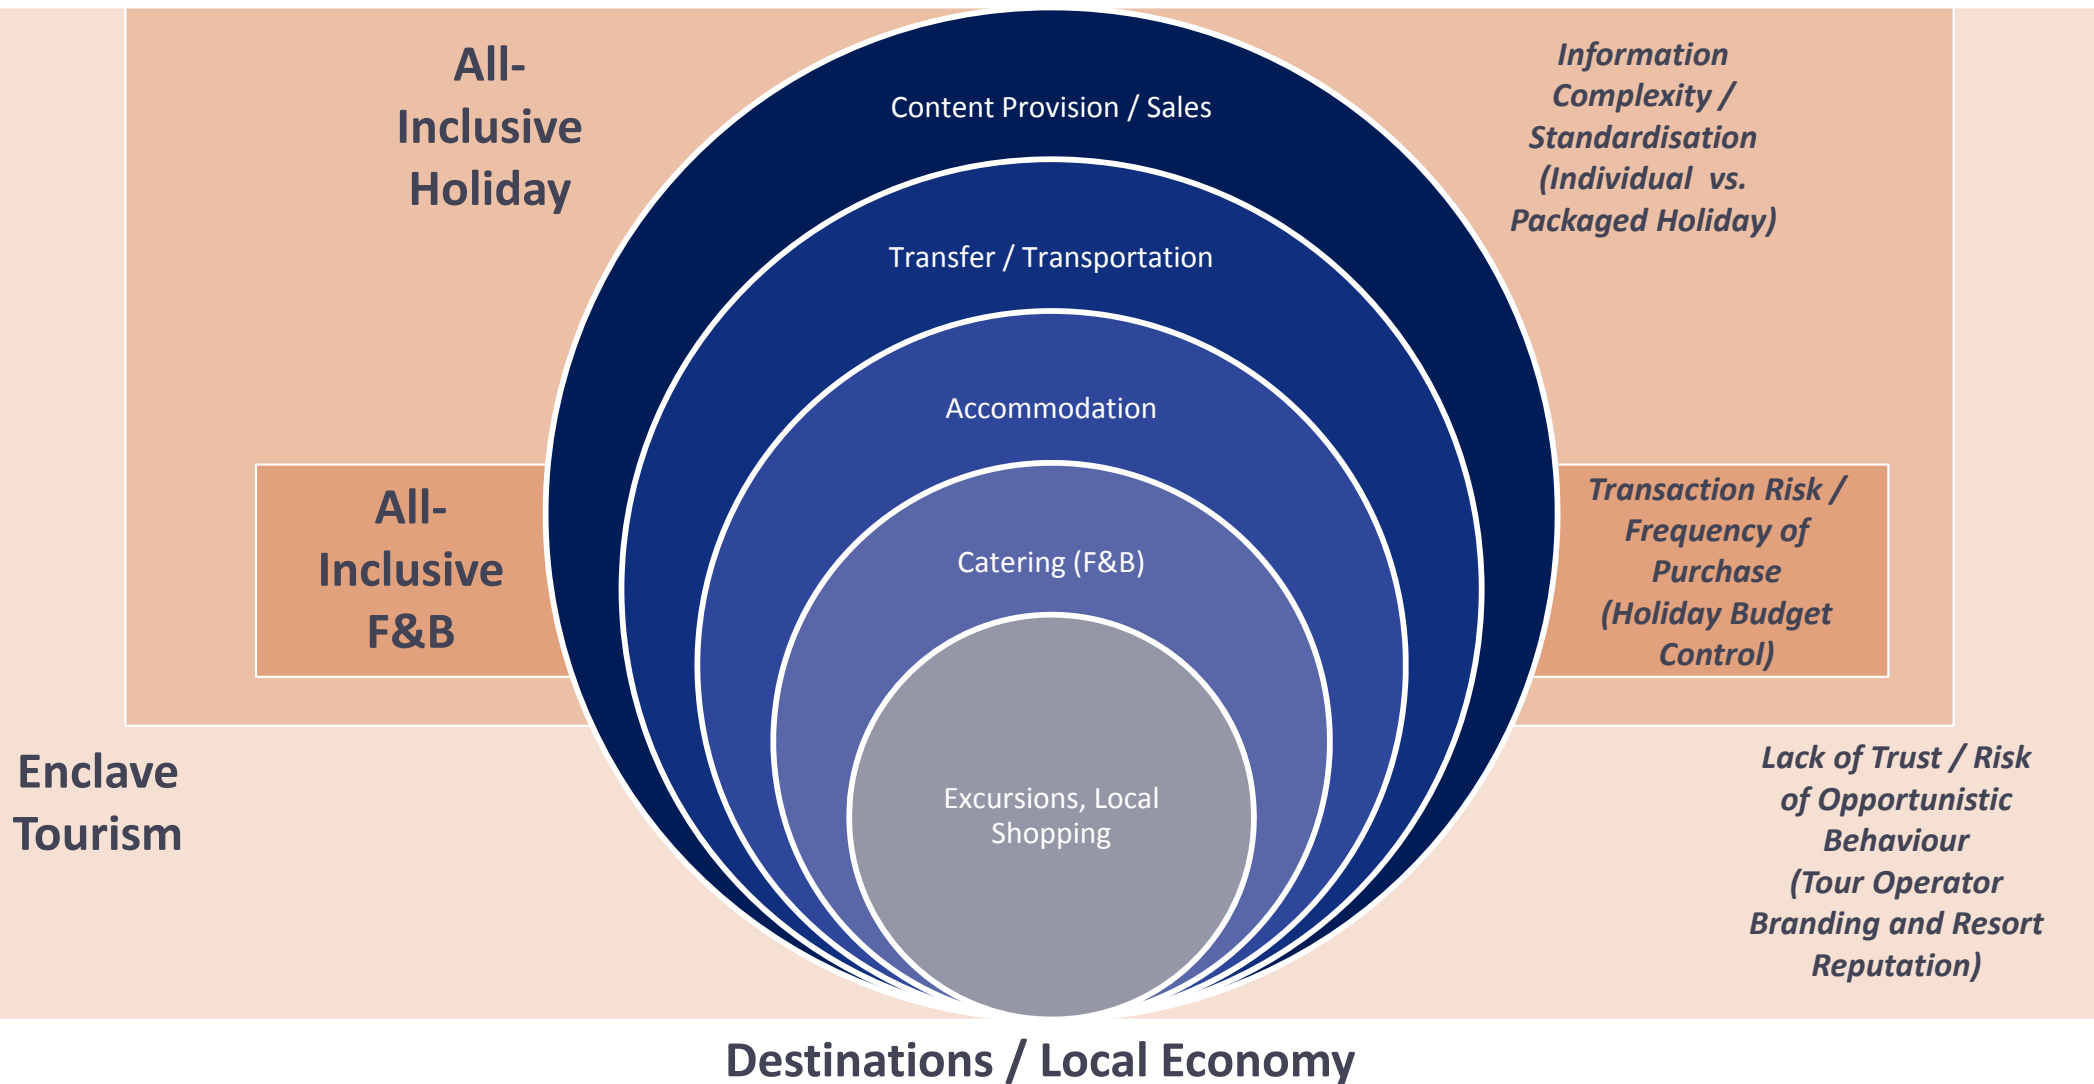 All-
Inclusive
Holiday
Content Provision / Sales
Information
Complexity /
Standardisation
(Individual vs.
Packaged Holiday)
Transfer / Transportation
Accommodation
All-
Inclusive
F&B
Catering (F&B)
Transaction Risk /
Frequency of
Purchase
(Holiday Budget
Control)
Enclave
Tourism
Excursions, Local
Shopping
Lack of Trust / Risk
of Opportunistic
Behaviour
(Tour Operator
Branding and Resort
Reputation)
Destinations / Local Economy